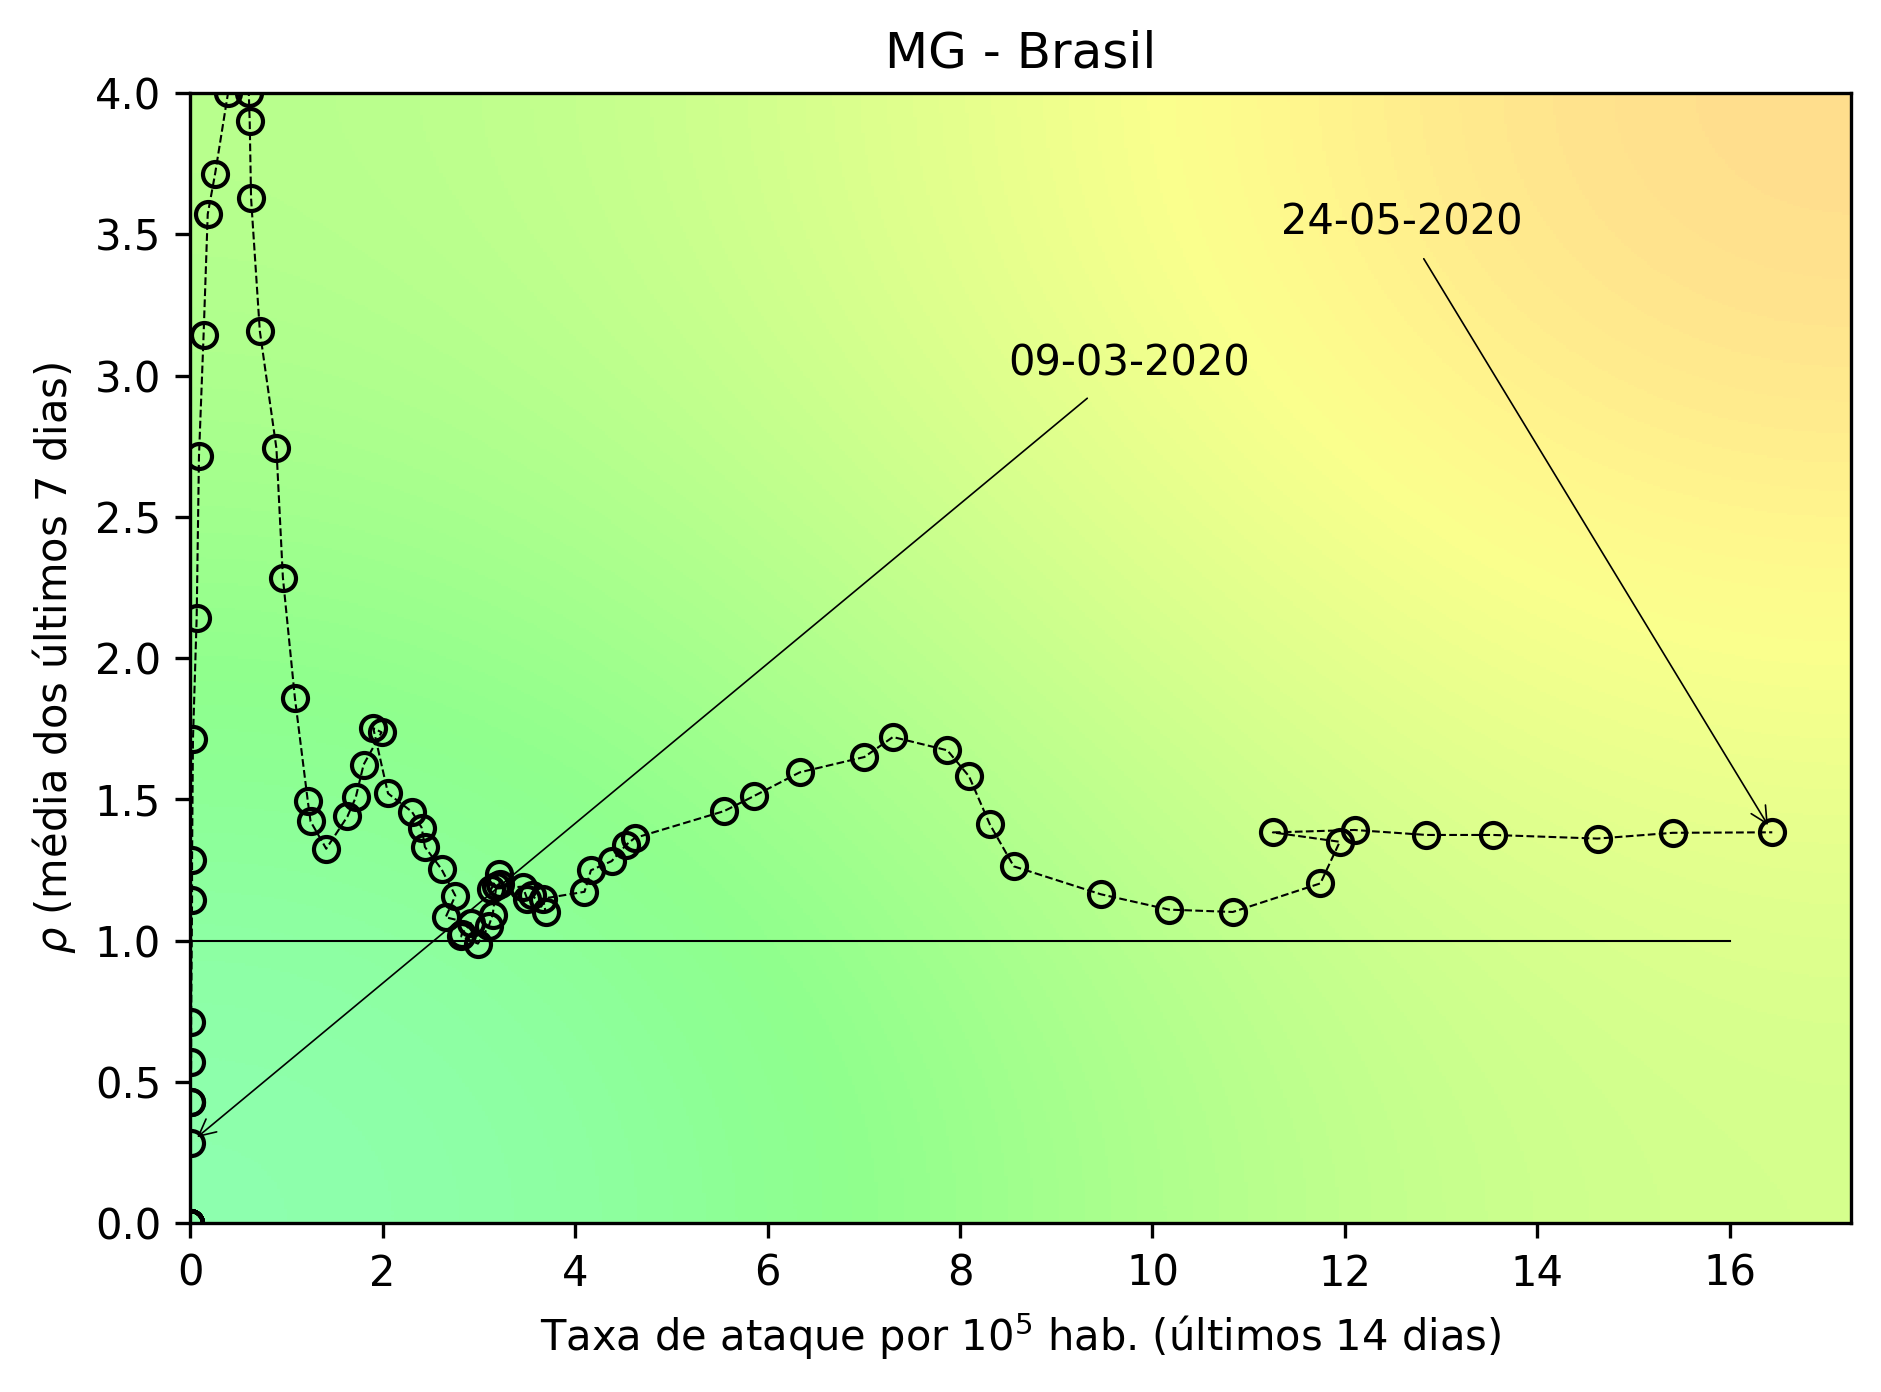 MG - Brasil
4.0
3.5
3.0
2.5
2.0
1.5
1.0
0.5
0.0
ρ (média dos últimos 7 dias)
24-05-2020
09-03-2020
0 2 4 6 8 10 12 14 16
Taxa de ataque por 10⁵ hab. (últimos 14 dias)